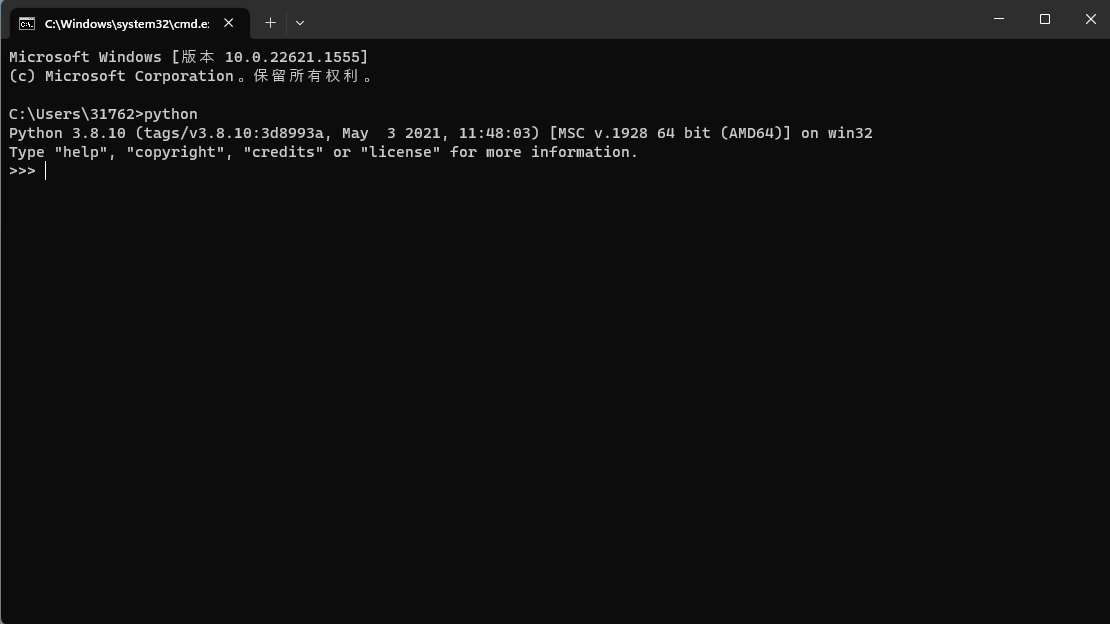 C:\Windows\system32\cmd.e
Microsoft Windows [版本 10.0.22621.1555]
(c) Microsoft Corporation。保留所有权利。
C:\Users\31762>python
Python 3.8.10 (tags/v3.8.10:3d8993a, May  3 2021, 11:48:03) [MSC v.1928 64 bit (AMD64)] on win32
Type "help", "copyright", "credits" or "license" for more information.
>>>